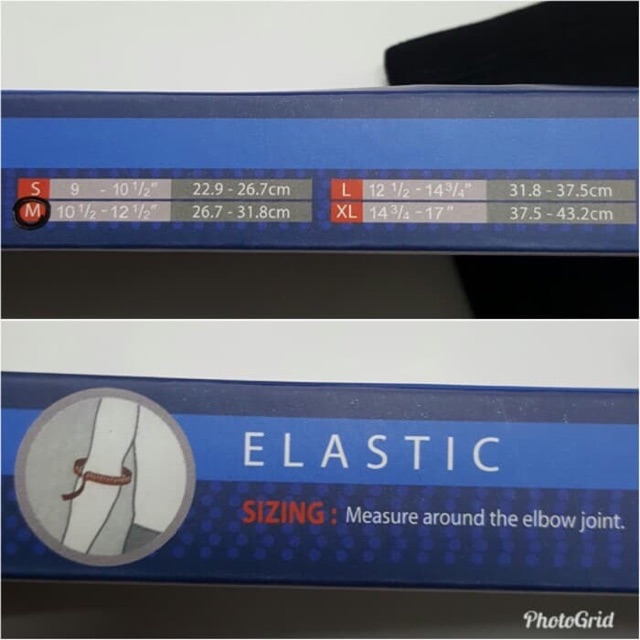 S 9 - 10 1/2" 22.9 - 26.7cm L 12 1/2 - 14 3/4" 31.8 - 37.5cm
M 10 1/2 - 12 1/2" 26.7 - 31.8cm XL 14 3/4 - 17" 37.5 - 43.2cm
ELASTIC
SIZING : Measure around the elbow joint.
PhotoGrid